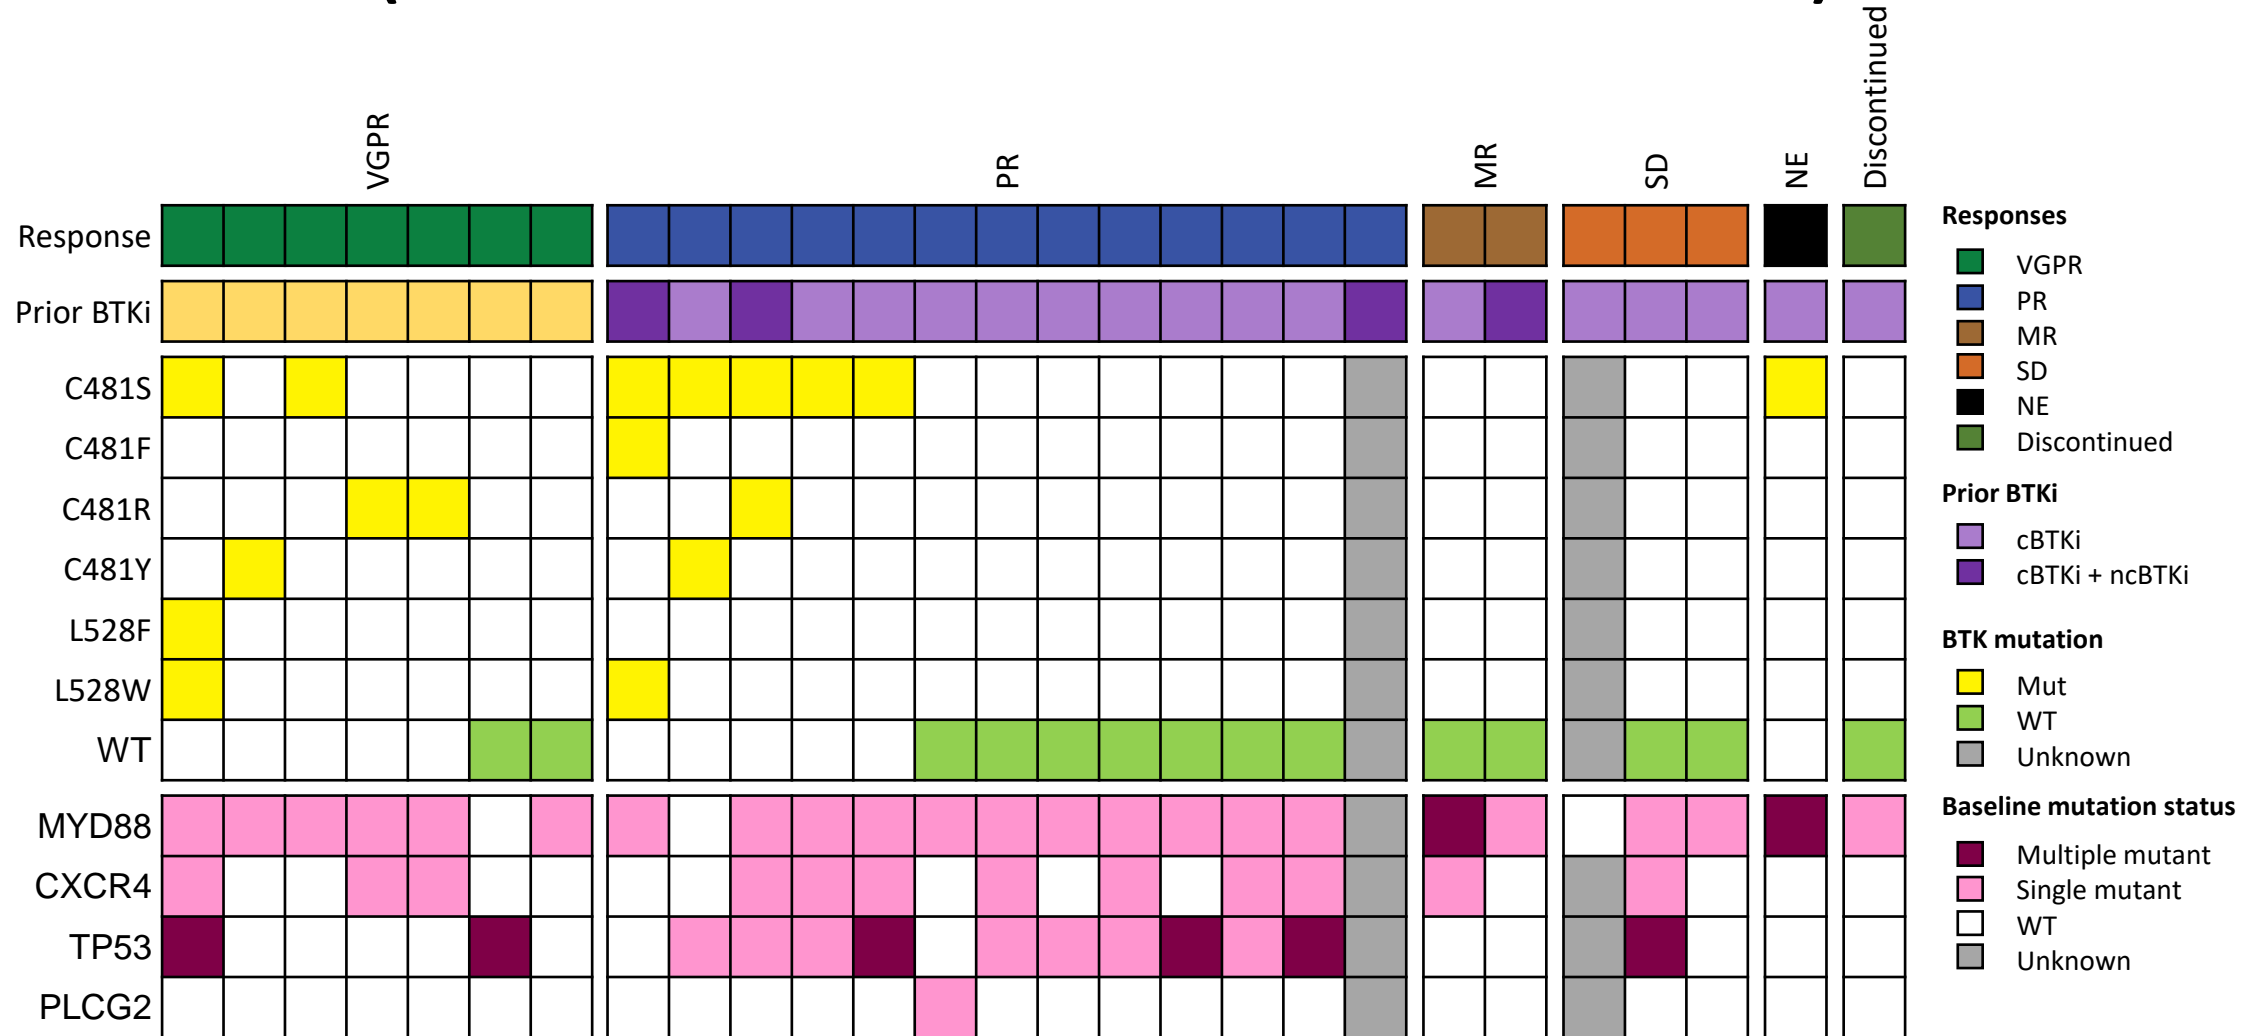 VGPR
PR
MR
SD
NE
Discontinued
Response
Prior BTKi
C481S
C481F
C481R
C481Y
L528F
L528W
WT
MYD88
CXCR4
TP53
PLCG2
Responses
VGPR
PR
MR
SD
NE
Discontinued
Prior BTKi
cBTKi
cBTKi + ncBTKi
BTK mutation
Mut
WT
Unknown
Baseline mutation status
Multiple mutant
Single mutant
WT
Unknown